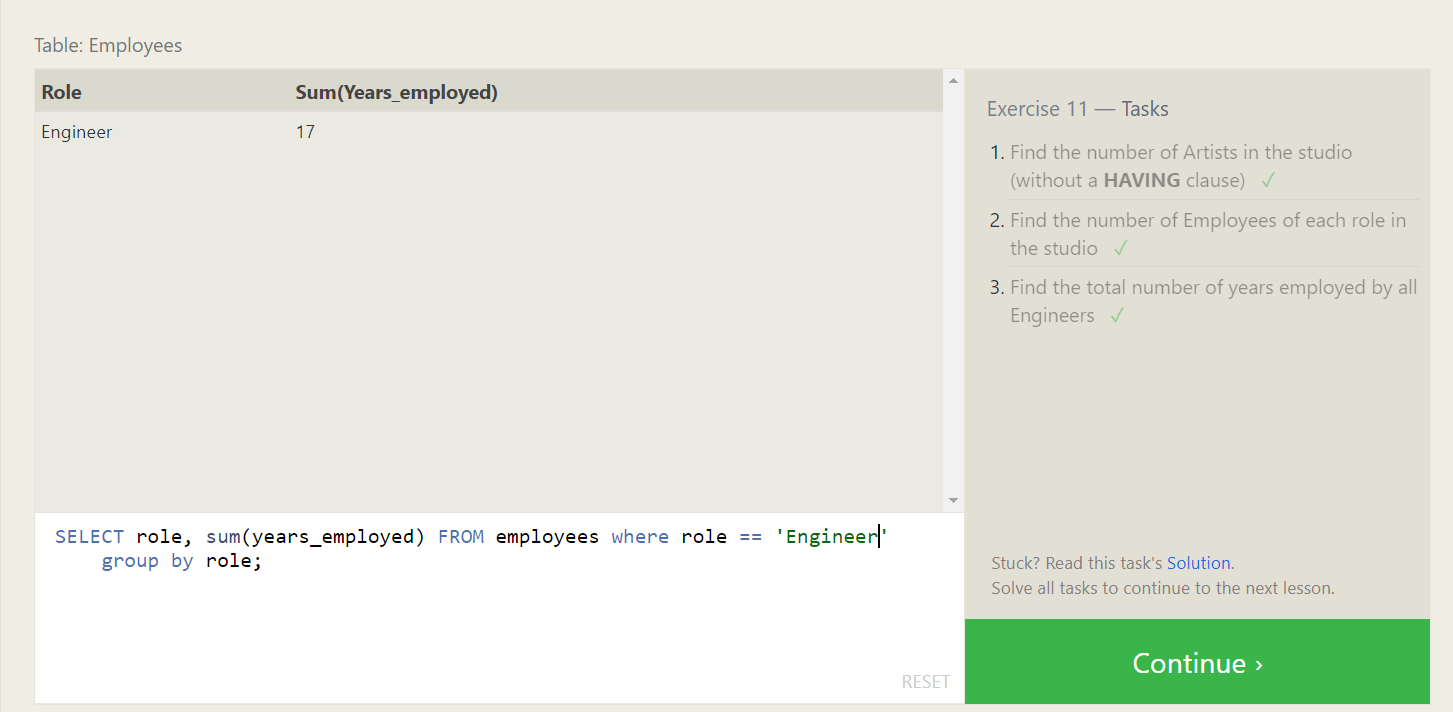 Table: Employees
Role Sum(Years_employed)
Engineer 17
SELECT role, sum(years_employed) FROM employees where role == 'Engineer'
group by role;
RESET
Exercise 11 — Tasks
1. Find the number of Artists in the studio
(without a HAVING clause) ✓
2. Find the number of Employees of each role in
the studio ✓
3. Find the total number of years employed by all
Engineers ✓
Stuck? Read this task's Solution.
Solve all tasks to continue to the next lesson.
Continue ›